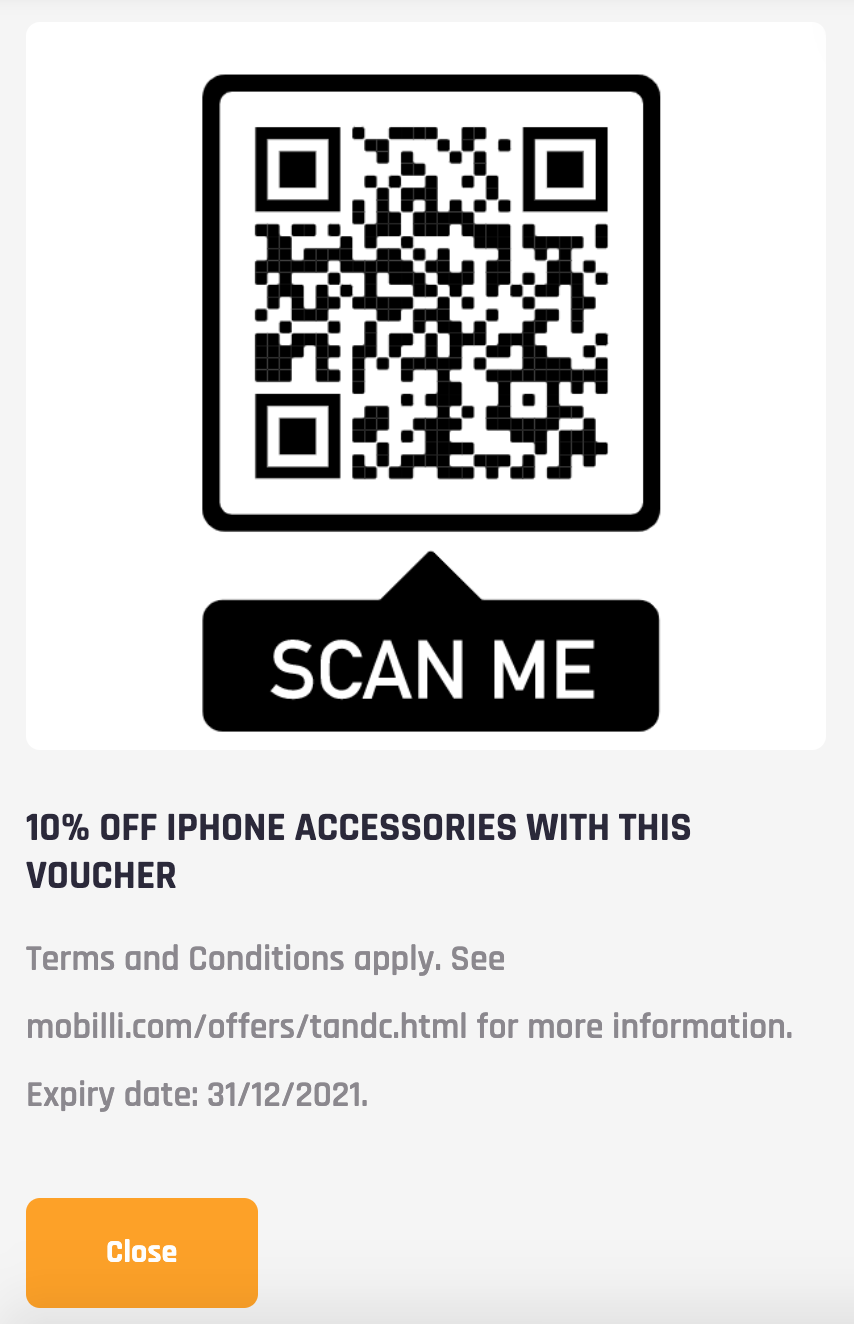 SCAN ME
10% OFF IPHONE ACCESSORIES WITH THIS
VOUCHER
Terms and Conditions apply. See
mobilli.com/offers/tandc.html for more information.
Expiry date: 31/12/2021.
Close